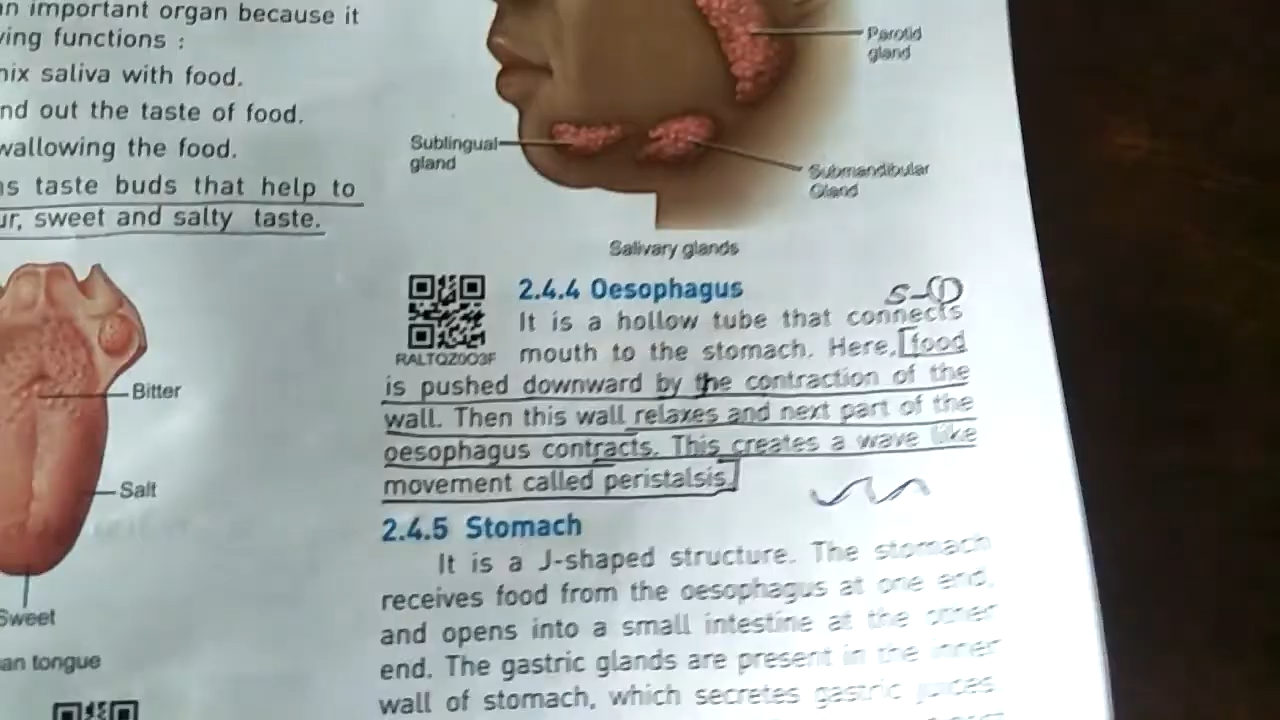 an important organ because it
ving functions :
mix saliva with food.
nd out the taste of food.
wallowing the food.
ns taste buds that help to
ur, sweet and salty taste.
Bitter
Salt
Sweet
an tongue
Parotid
gland
Sublingual
gland
Submandibular
Gland
Salivary glands
RALTQZ0O3F
2.4.4 Oesophagus
It is a hollow tube that connects
mouth to the stomach. Here, food
is pushed downward by the contraction of the
wall. Then this wall relaxes and next part of the
oesophagus contracts. This creates a wave like
movement called peristalsis.
2.4.5 Stomach
It is a J-shaped structure. The stomach
receives food from the oesophagus at one end,
and opens into a small intestine at the other
end. The gastric glands are present in the inner
wall of stomach, which secretes gastric juices